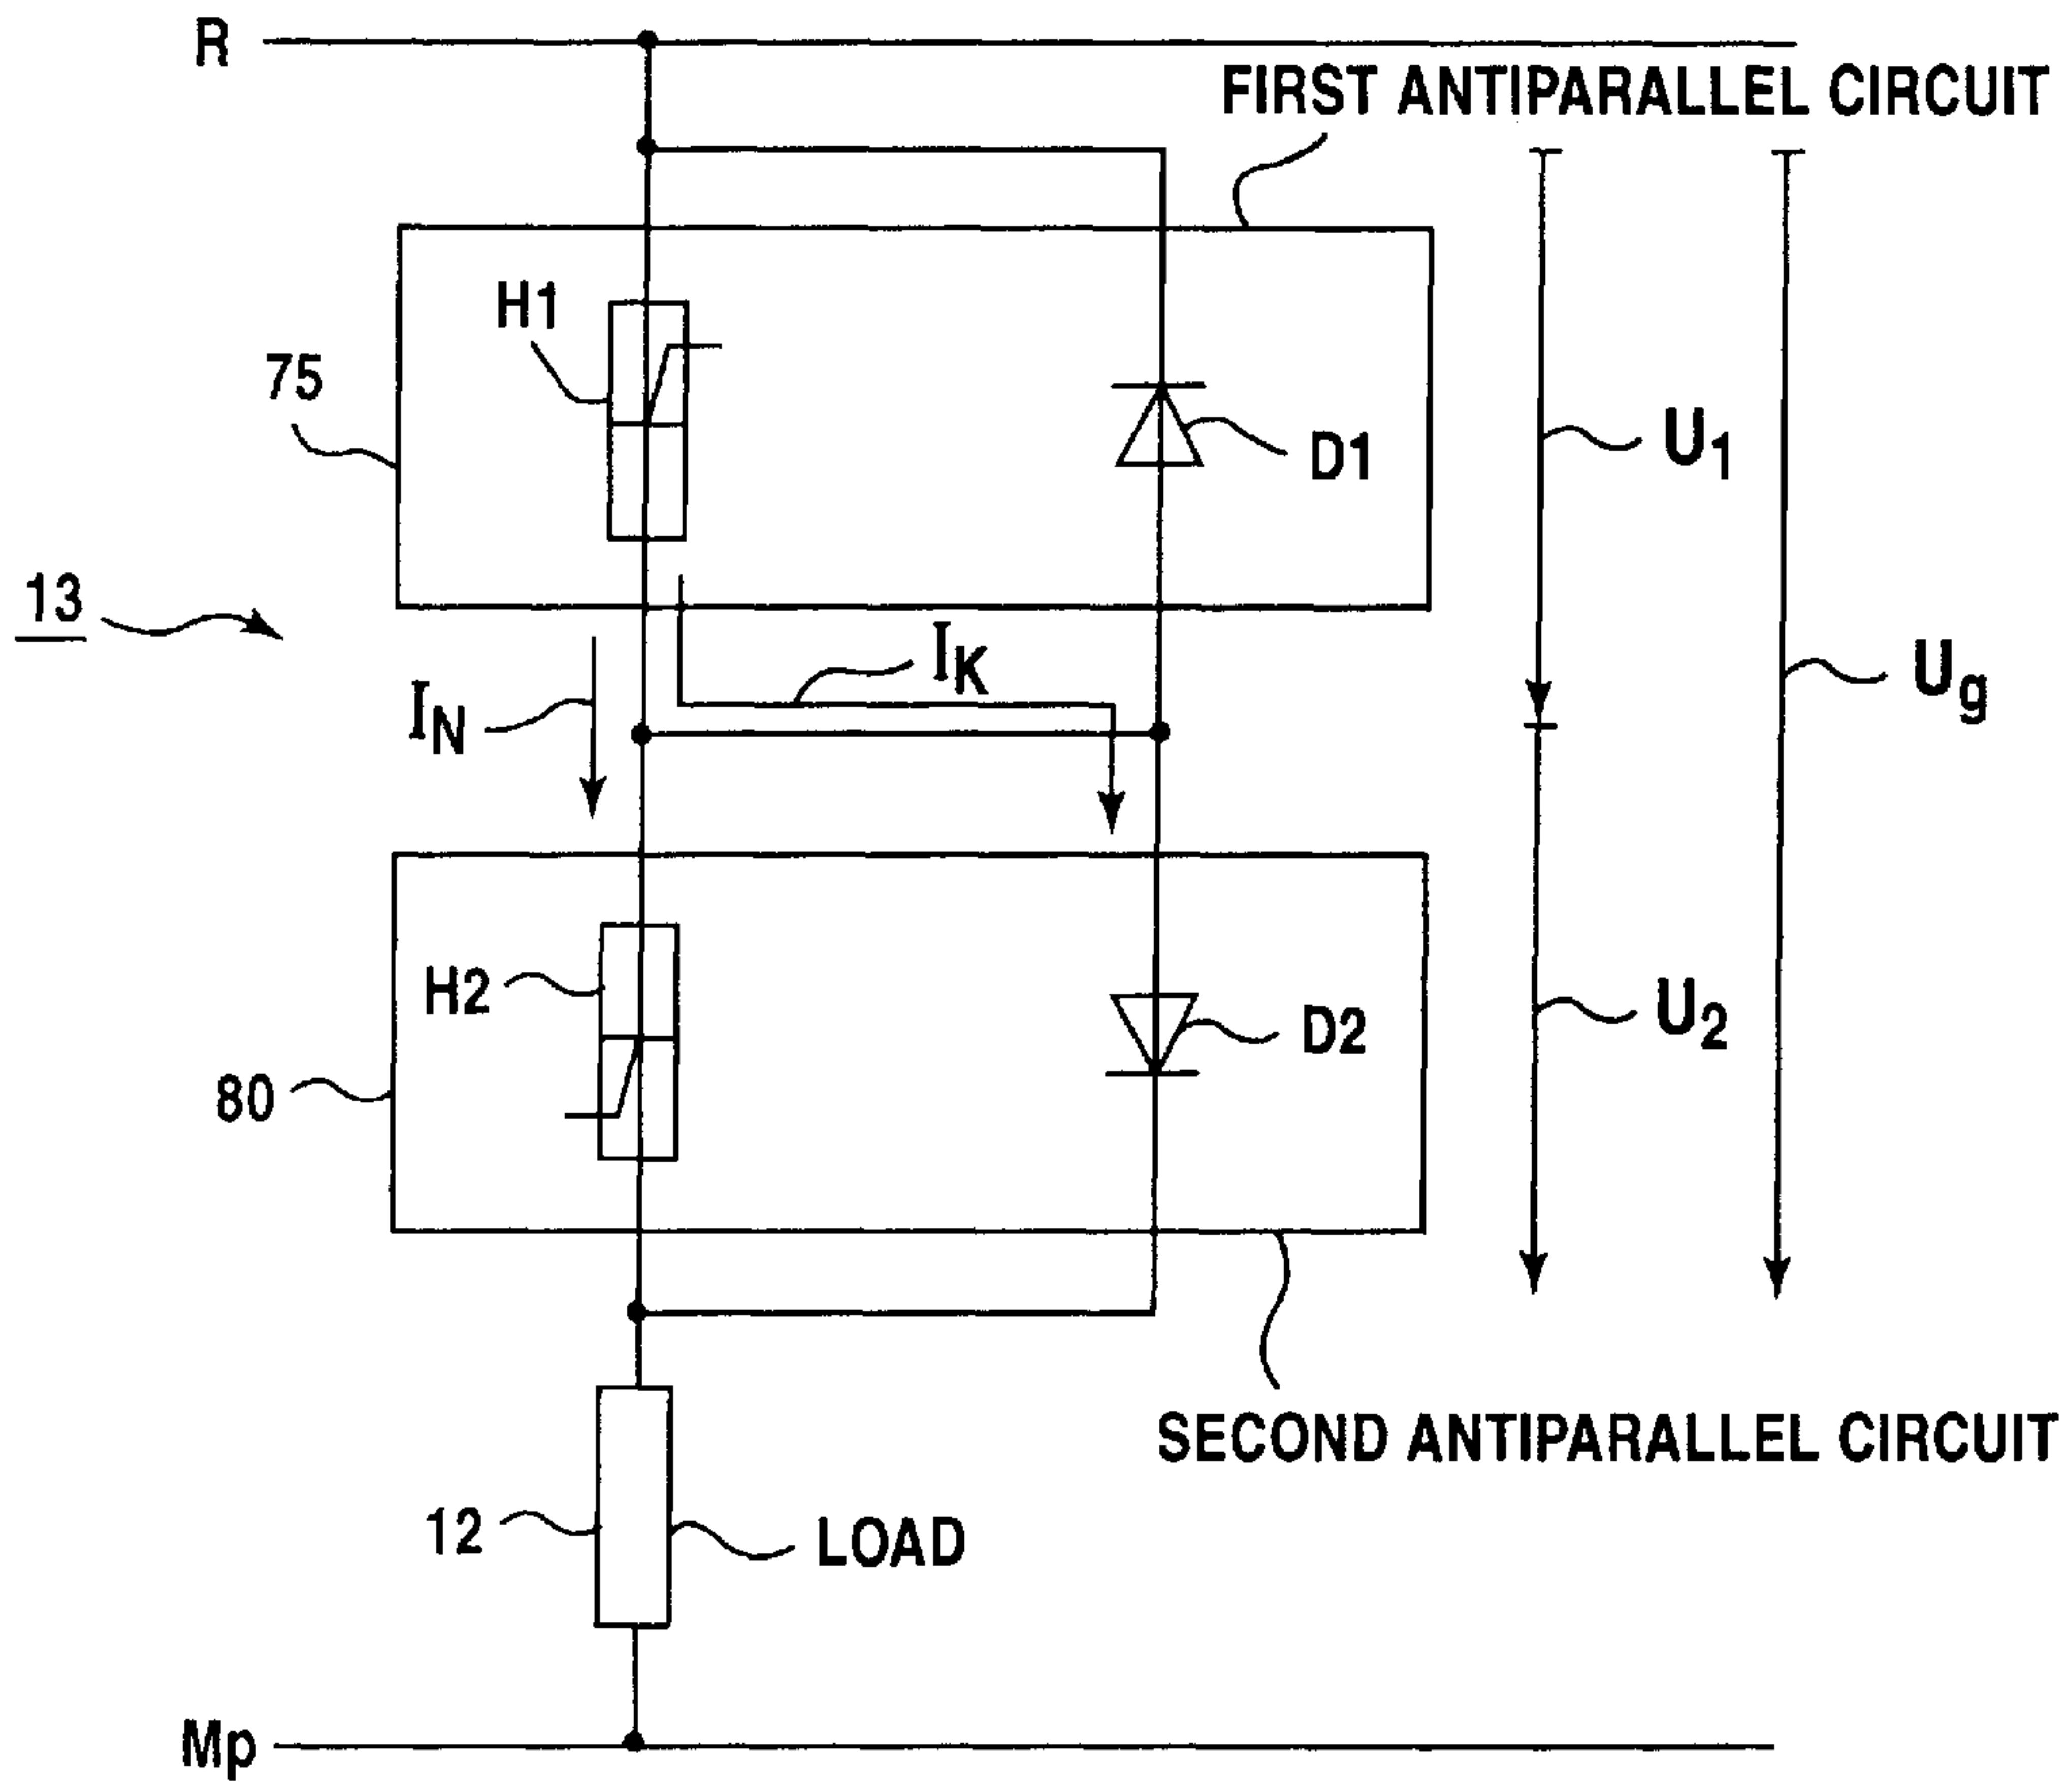 R
FIRST ANTIPARALLEL CIRCUIT
H1
75
D1
U1
13
IK
IN
Ug
H2
D2
U2
80
SECOND ANTIPARALLEL CIRCUIT
12
LOAD
Mp